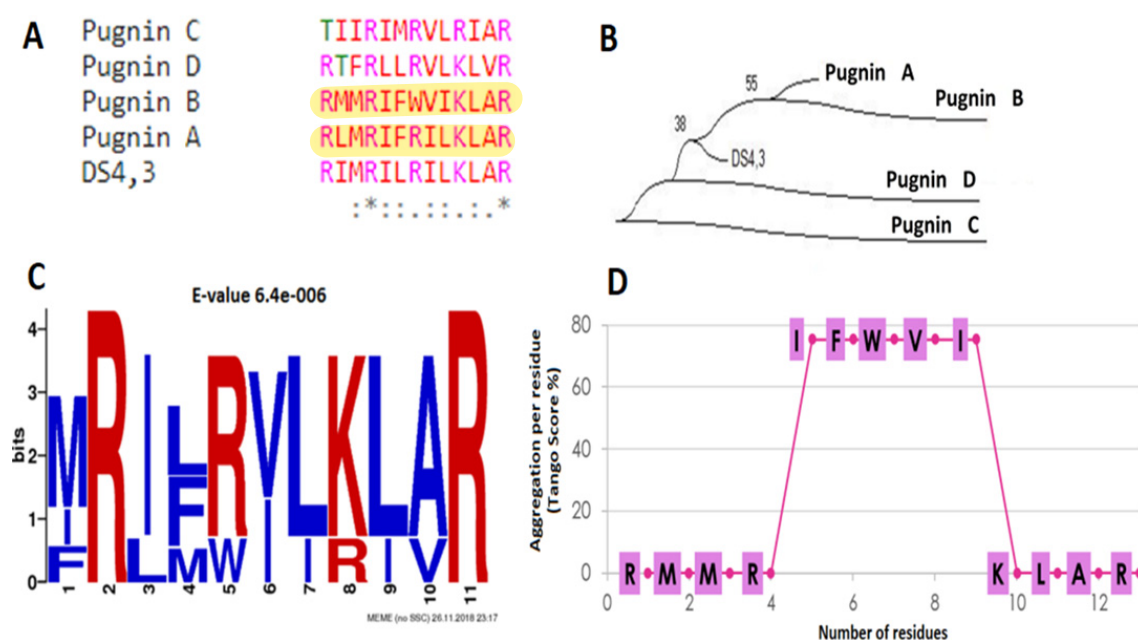 A
Pugnin C TIIRIMRVLRIAR
Pugnin D RTFRLLRVLKLVR
Pugnin B RMMRIFWVIKLAR
Pugnin A RLMRIFRILKLAR
DS4,3 RIMRILRILKLAR
:*::.::.:.*
B
Pugnin A
55
Pugnin B
38
DS4,3
Pugnin D
Pugnin C
C
E-value 6.4e-006
bits
4
3
2
1
0
M R I L R V L K L A R
I L F W I I R I V
F M
1 2 3 4 5 6 7 8 9 10 11
MEME (no SSC) 26.11.2018 23:17
D
Aggregation per residue
(Tango Score %)
80
60
40
20
0
I F W V I
R M M R K L A R
0 2 4 6 8 10 12
Number of residues